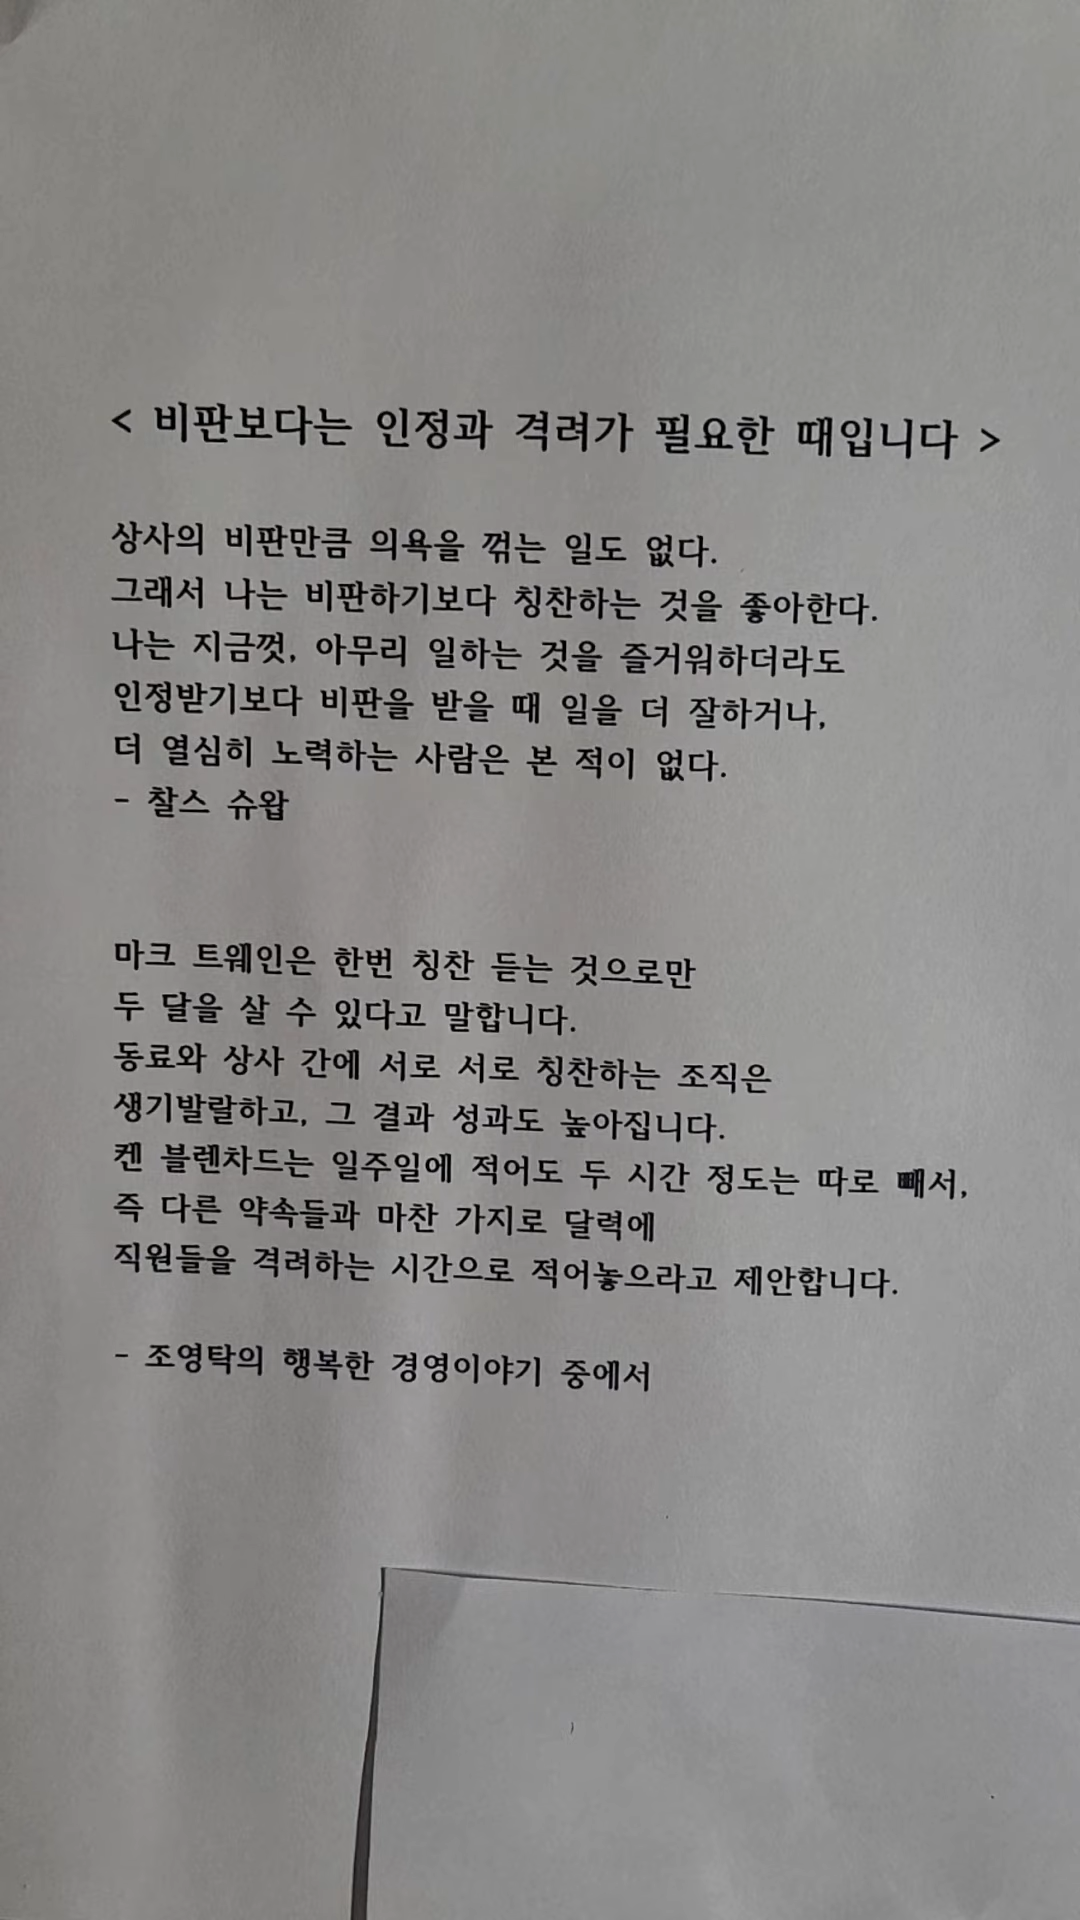 < 비판보다는 인정과 격려가 필요한 때입니다 >
상사의 비판만큼 의욕을 꺾는 일도 없다.
그래서 나는 비판하기보다 칭찬하는 것을 좋아한다.
나는 지금껏, 아무리 일하는 것을 즐거워하더라도
인정받기보다 비판을 받을 때 일을 더 잘하거나,
더 열심히 노력하는 사람은 본 적이 없다.
- 찰스 슈왑
마크 트웨인은 한번 칭찬 듣는 것으로만
두 달을 살 수 있다고 말합니다.
동료와 상사 간에 서로 서로 칭찬하는 조직은
생기발랄하고, 그 결과 성과도 높아집니다.
켄 블렌차드는 일주일에 적어도 두 시간 정도는 따로 빼서,
즉 다른 약속들과 마찬 가지로 달력에
직원들을 격려하는 시간으로 적어놓으라고 제안합니다.
- 조영탁의 행복한 경영이야기 중에서